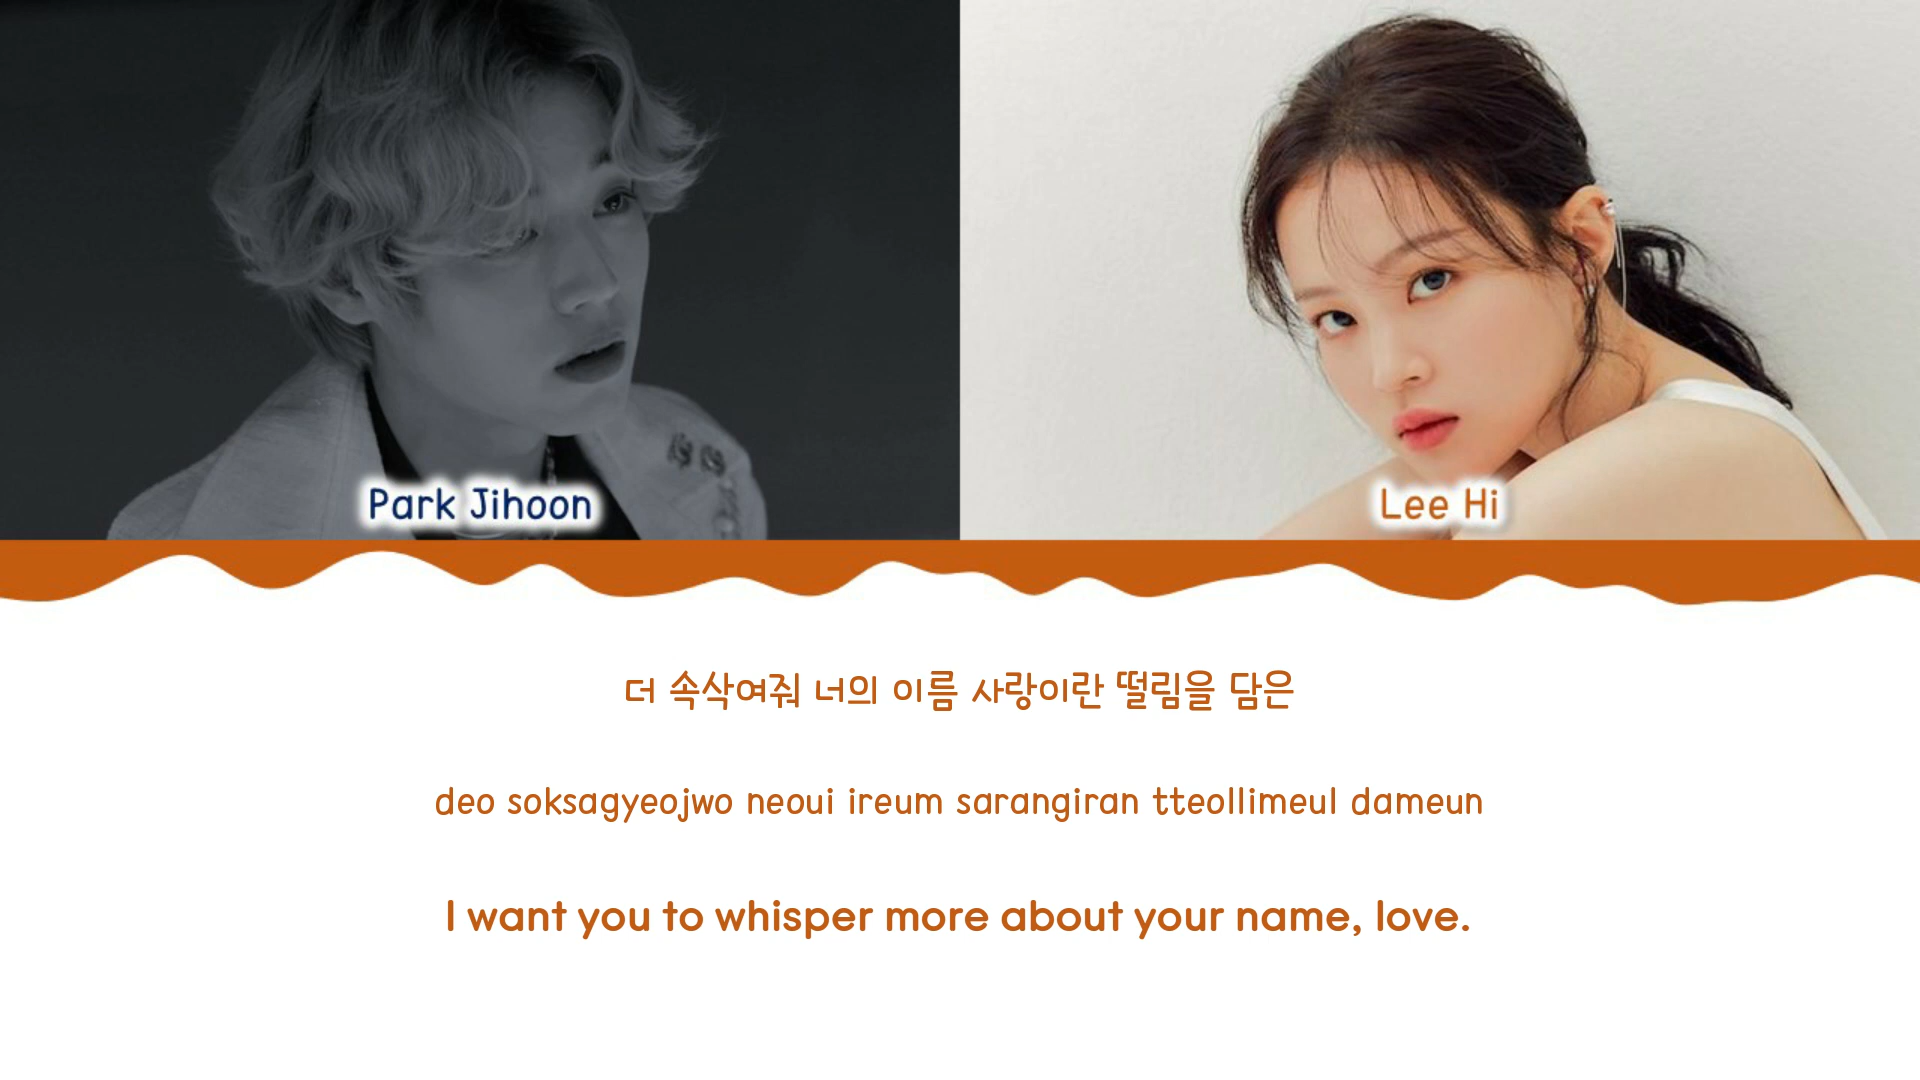 Park Jihoon
Lee Hi
더 속삭여줘 너의 이름 사랑이란 떨림을 담은
deo soksagyeojwo neoui ireum sarangiran tteollimeul dameun
I want you to whisper more about your name, love.